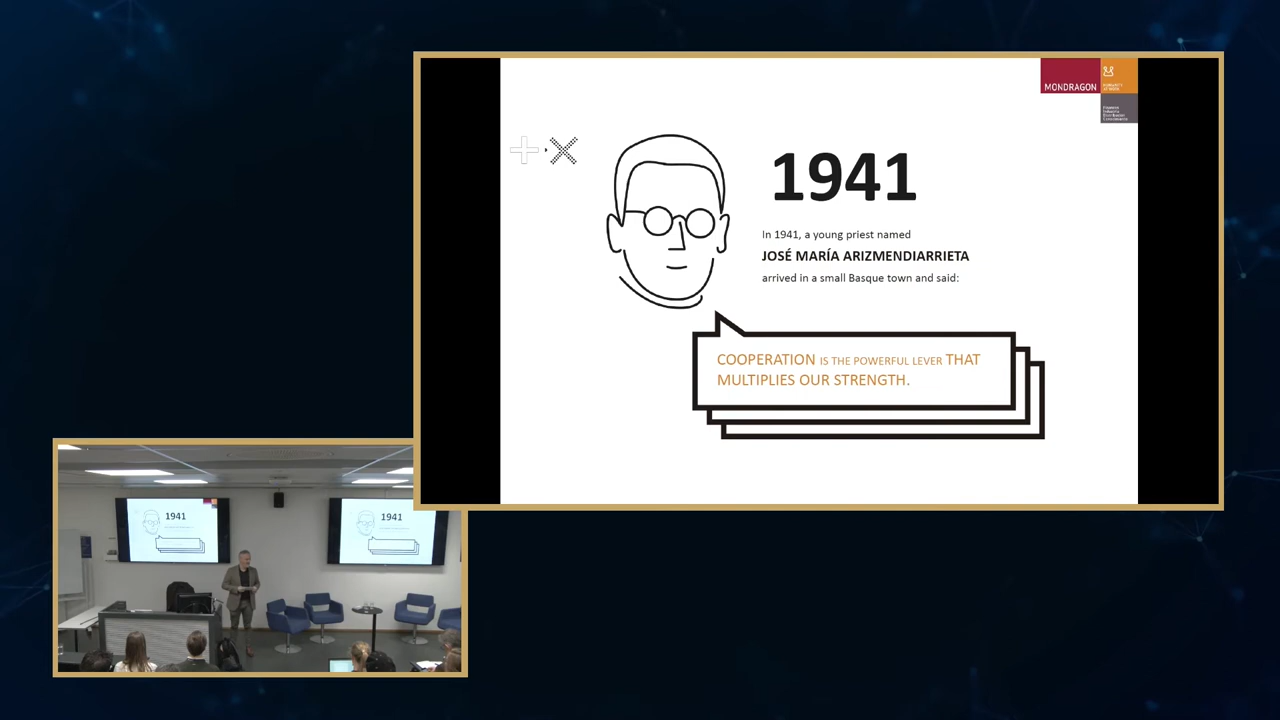 MONDRAGON
1941
In 1941, a young priest named
JOSÉ MARÍA ARIZMENDIARRIETA
arrived in a small Basque town and said:
COOPERATION IS THE POWERFUL LEVER THAT
MULTIPLIES OUR STRENGTH.
1941
1941